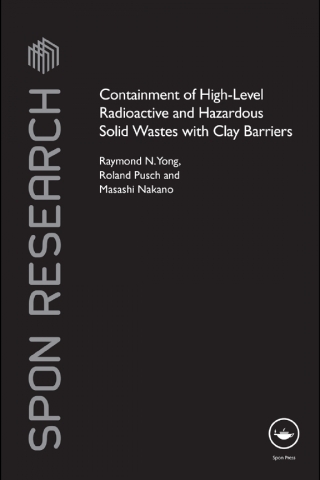 SPON RESEARCH
Containment of High-Level
Radioactive and Hazardous
Solid Wastes with Clay Barriers
Raymond N. Yong,
Roland Pusch and
Masashi Nakano
Spon Press